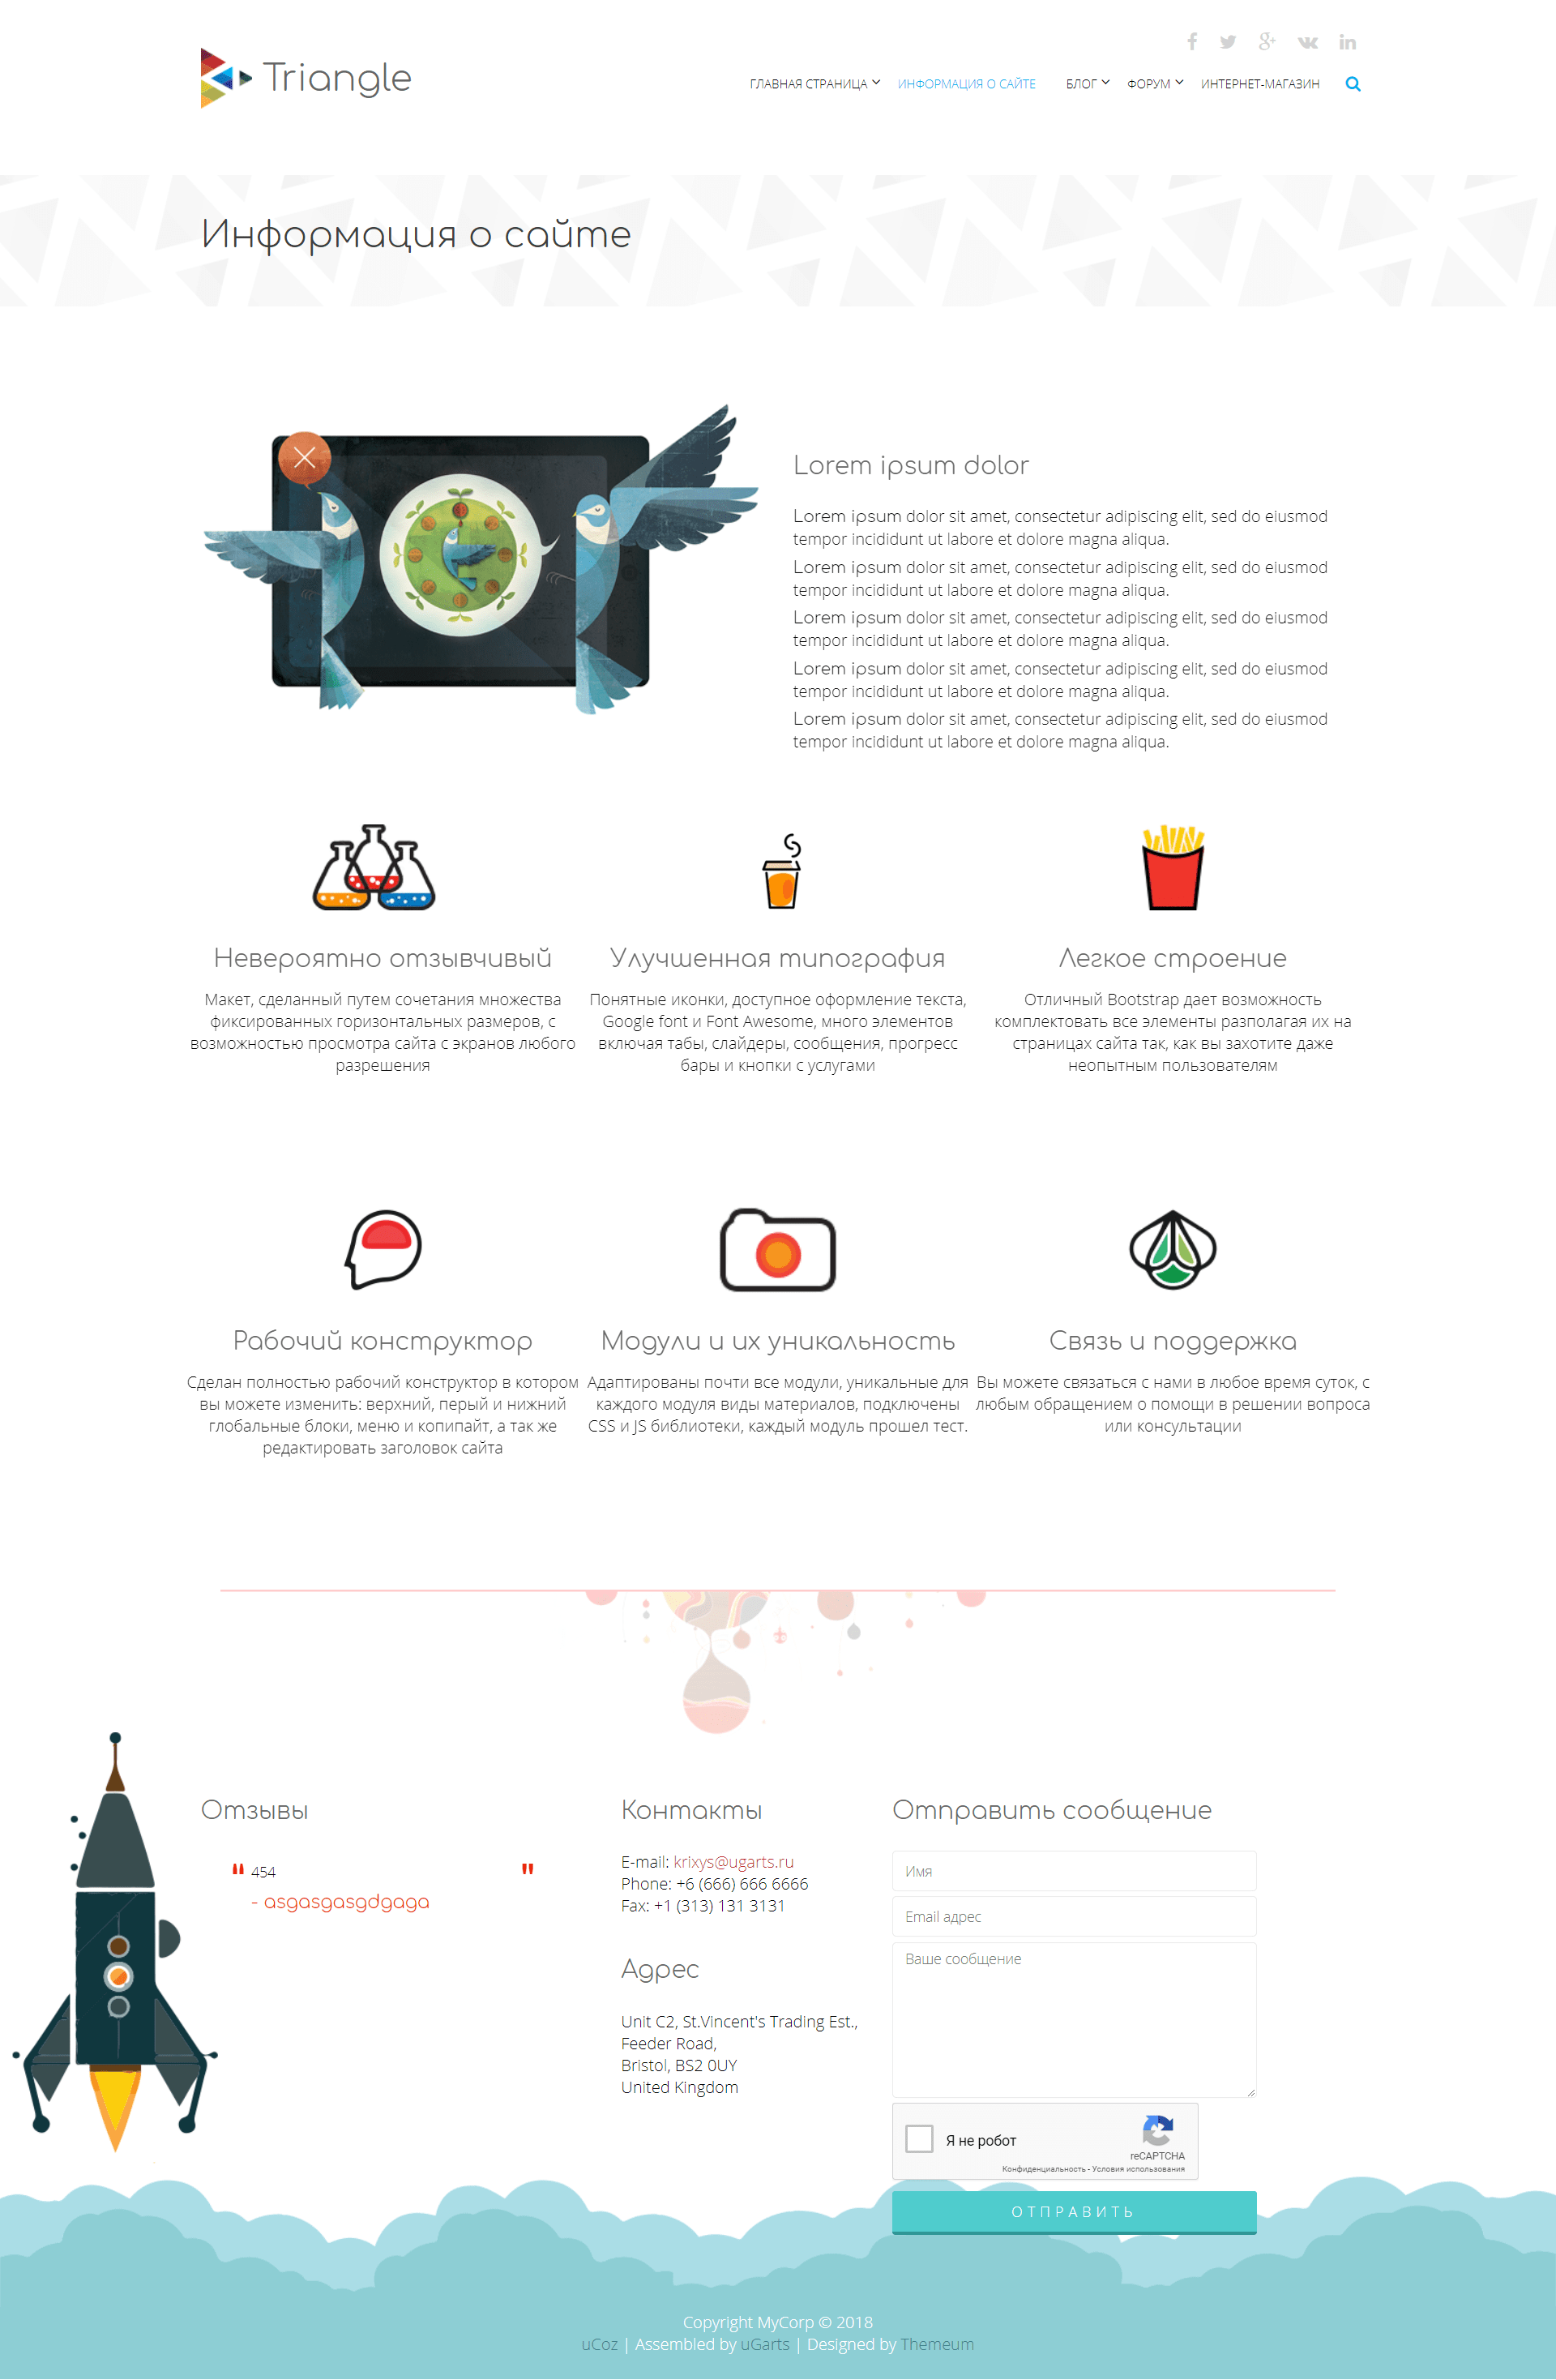 Triangle
ГЛАВНАЯ СТРАНИЦА
ИНФОРМАЦИЯ О САЙТЕ
БЛОГ
ФОРУМ
ИНТЕРНЕТ-МАГАЗИН
Информация о сайте
Lorem ipsum dolor
Lorem ipsum dolor sit amet, consectetur adipiscing elit, sed do eiusmod
tempor incididunt ut labore et dolore magna aliqua.
Lorem ipsum dolor sit amet, consectetur adipiscing elit, sed do eiusmod
tempor incididunt ut labore et dolore magna aliqua.
Lorem ipsum dolor sit amet, consectetur adipiscing elit, sed do eiusmod
tempor incididunt ut labore et dolore magna aliqua.
Lorem ipsum dolor sit amet, consectetur adipiscing elit, sed do eiusmod
tempor incididunt ut labore et dolore magna aliqua.
Lorem ipsum dolor sit amet, consectetur adipiscing elit, sed do eiusmod
tempor incididunt ut labore et dolore magna aliqua.
Невероятно отзывчивый
Макет, сделанный путем сочетания множества
фиксированных горизонтальных размеров, с
возможностью просмотра сайта с экранов любого
разрешения
Улучшенная типография
Понятные иконки, доступное оформление текста,
Google font и Font Awesome, много элементов
включая табы, слайдеры, сообщения, прогресс
бары и кнопки с услугами
Легкое строение
Отличный Bootstrap дает возможность
комплектовать все элементы разполагая их на
страницах сайта так, как вы захотите даже
неопытным пользователям
Рабочий конструктор
Сделан полностью рабочий конструктор в котором
вы можете изменить: верхний, перый и нижний
глобальные блоки, меню и копипайт, а так же
редактировать заголовок сайта
Модули и их уникальность
Адаптированы почти все модули, уникальные для
каждого модуля виды материалов, подключены
CSS и JS библиотеки, каждый модуль прошел тест.
Связь и поддержка
Вы можете связаться с нами в любое время суток, с
любым обращением о помощи в решении вопроса
или консультации
Отзывы
" 454 "
- asgasgasgdgaga
Контакты
E-mail: krixys@ugarts.ru
Phone: +6 (666) 666 6666
Fax: +1 (313) 131 3131
Адрес
Unit C2, St.Vincent's Trading Est.,
Feeder Road,
Bristol, BS2 0UY
United Kingdom
Отправить сообщение
Имя
Email адрес
Ваше сообщение
Я не робот
reCAPTCHA
Конфиденциальность - Условия использования
ОТПРАВИТЬ
Copyright MyCorp © 2018
uCoz | Assembled by uGarts | Designed by Themeum